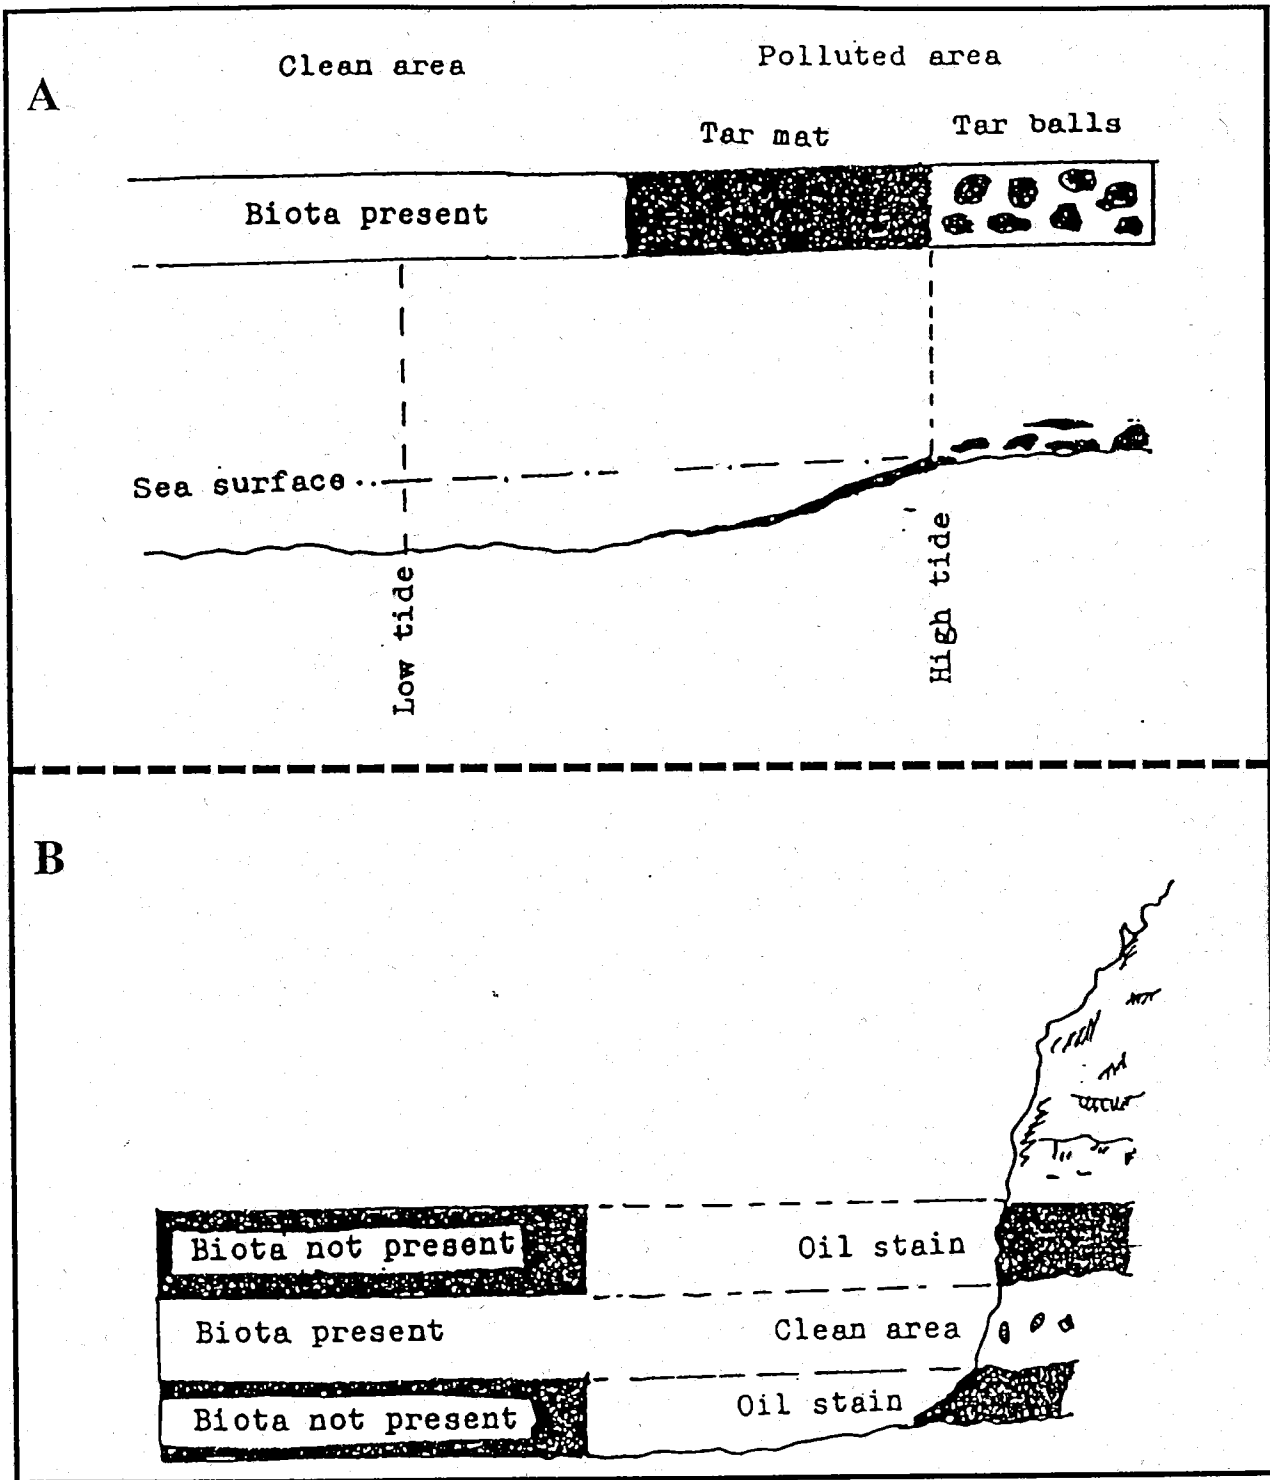 A
Clean area
Polluted area
Tar mat
Tar balls
Biota present
Sea surface
Low tide
High tide
B
Biota not present
Oil stain
Biota present
Clean area
Biota not present
Oil stain